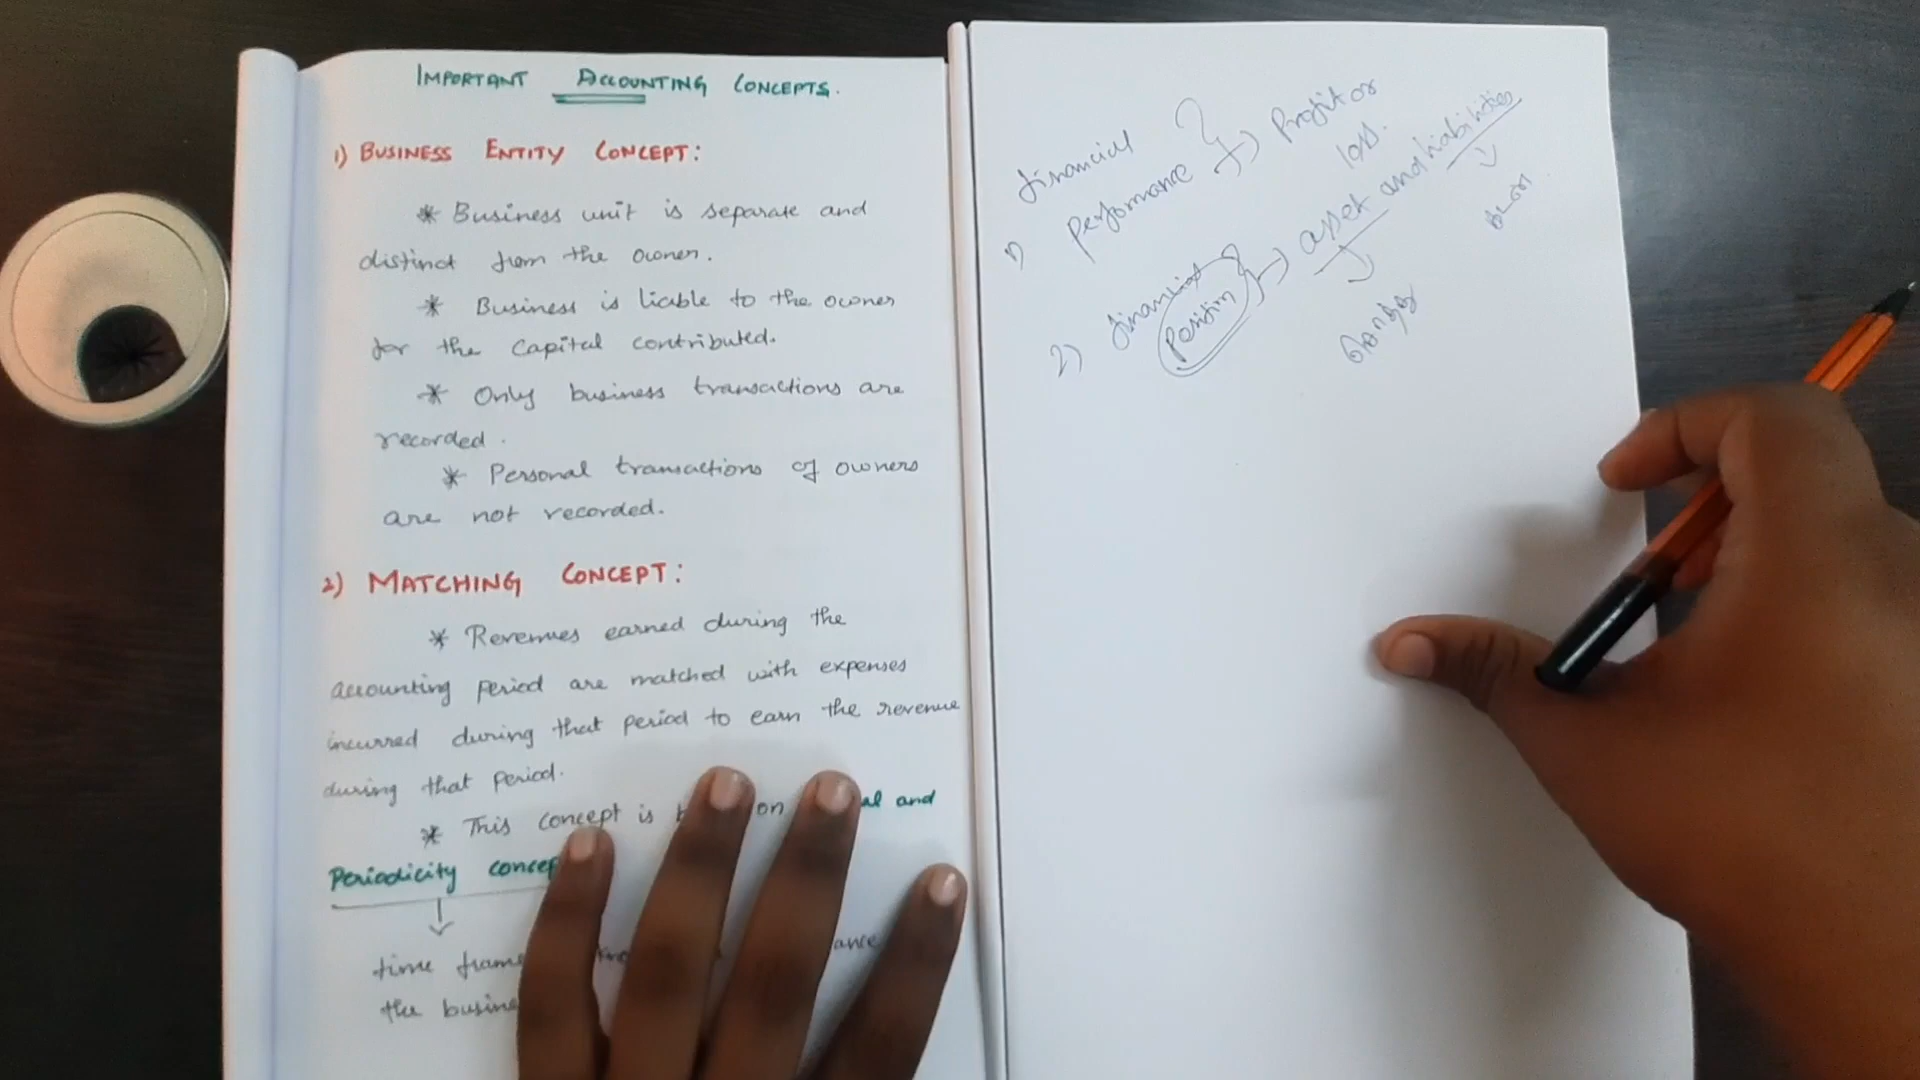 IMPORTANT ACCOUNTING CONCEPTS.
1) BUSINESS ENTITY CONCEPT:
* Business unit is separate and
distinct from the owner.
* Business is liable to the owner
for the capital contributed.
* Only business transactions are
recorded.
* Personal transactions of owners
are not recorded.
2) MATCHING CONCEPT:
* Revenues earned during the
accounting period are matched with expenses
incurred during that period to earn the revenue
during that period.
* This concept is on and
Periodicity
time
the
1) financial performance } → Profit or loss.
2) financial Position } → asset and liabilities
சொத்து
கடன்